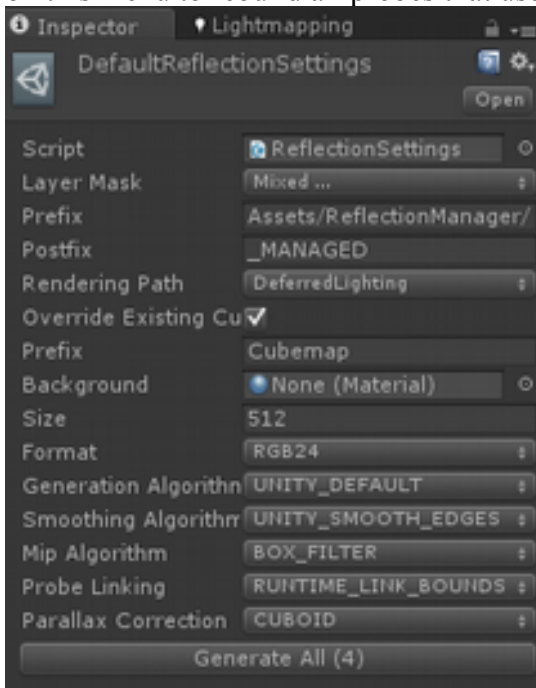 Inspector Lightmapping
DefaultReflectionSettings
Open
Script ReflectionSettings
Layer Mask Mixed ...
Prefix Assets/ReflectionManager/
Postfix _MANAGED
Rendering Path DeferredLighting
Override Existing Cu
Prefix Cubemap
Background None (Material)
Size 512
Format RGB24
Generation Algorithn UNITY_DEFAULT
Smoothing Algorithm UNITY_SMOOTH_EDGES
Mip Algorithm BOX_FILTER
Probe Linking RUNTIME_LINK_BOUNDS
Parallax Correction CUBOID
Generate All (4)